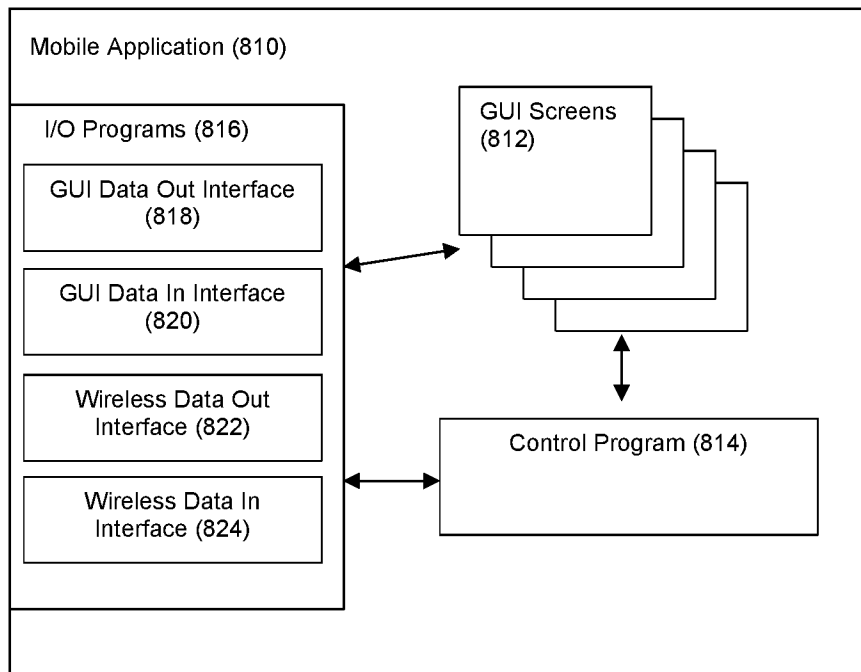 Mobile Application (810)
I/O Programs (816)
GUI Data Out Interface
(818)
GUI Data In Interface
(820)
Wireless Data Out
Interface (822)
Wireless Data In
Interface (824)
GUI Screens
(812)
Control Program (814)